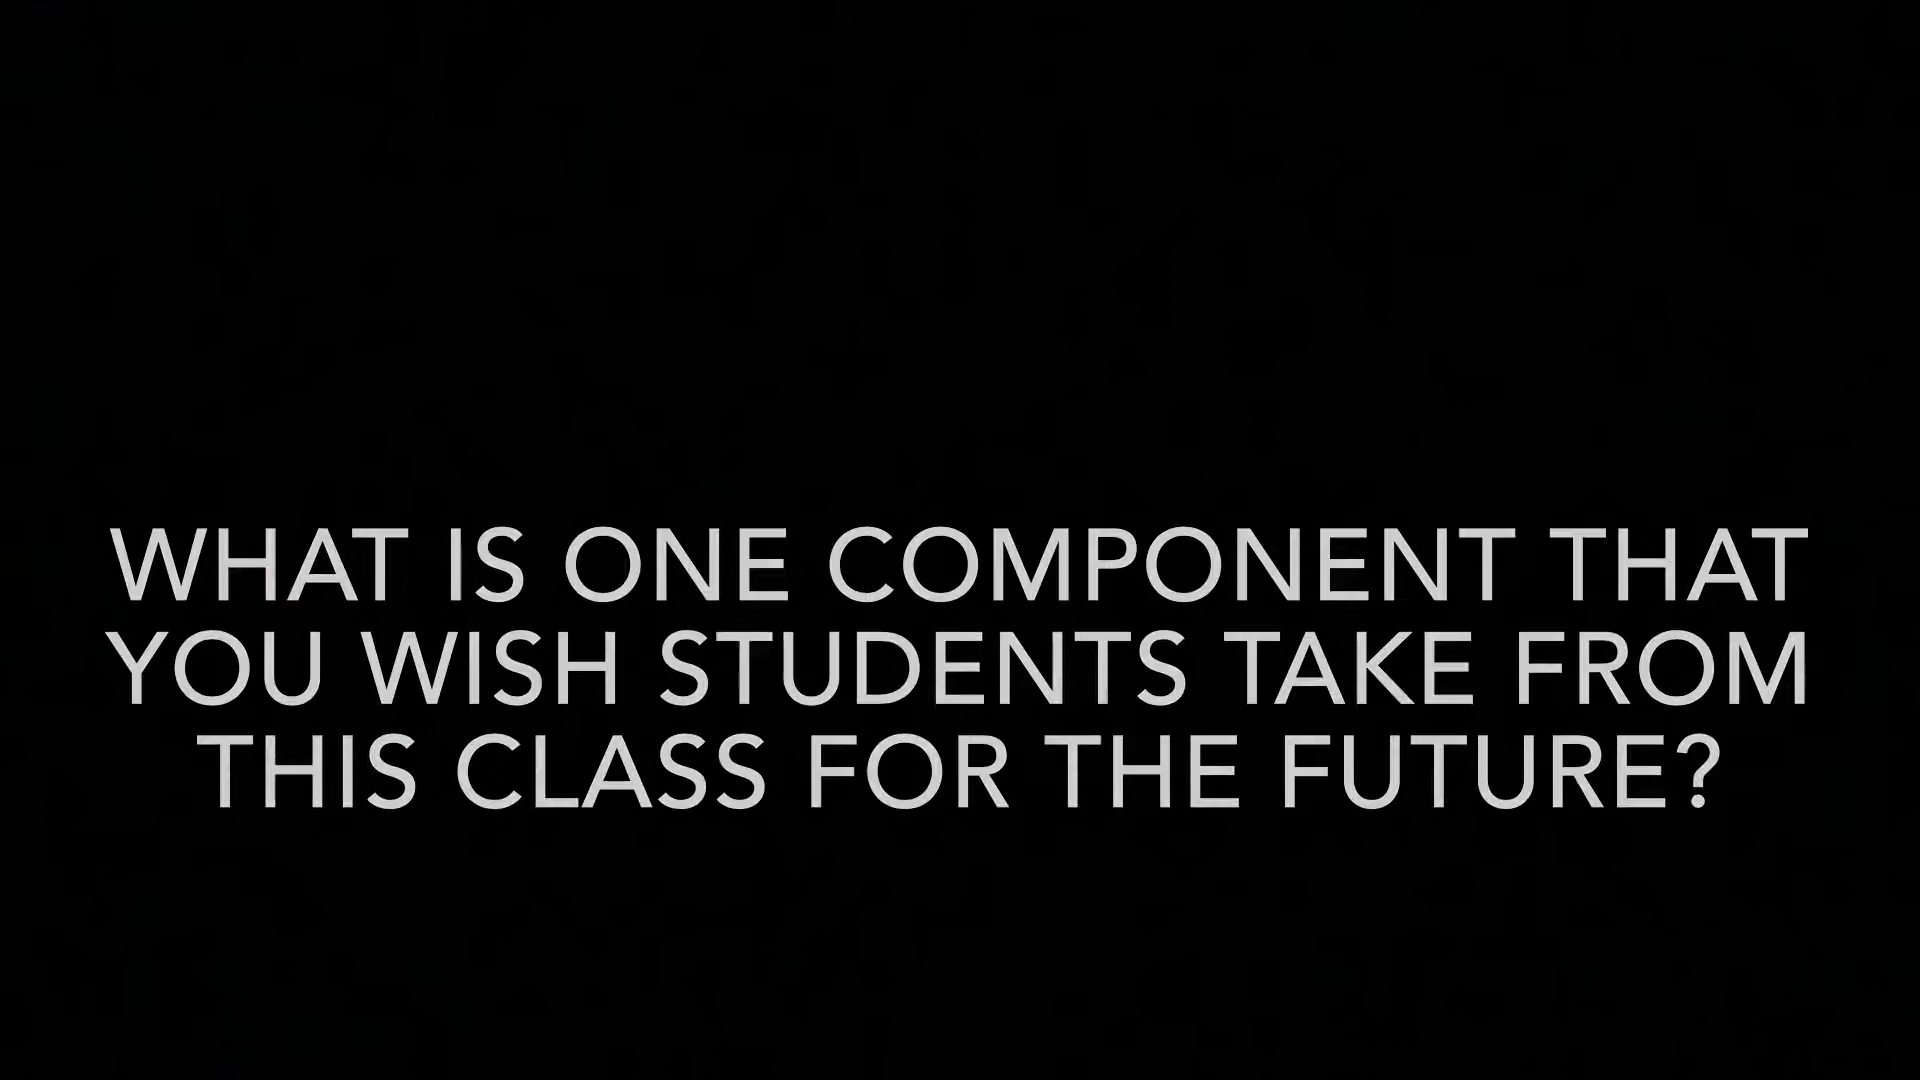 WHAT IS ONE COMPONENT THAT
YOU WISH STUDENTS TAKE FROM
THIS CLASS FOR THE FUTURE?